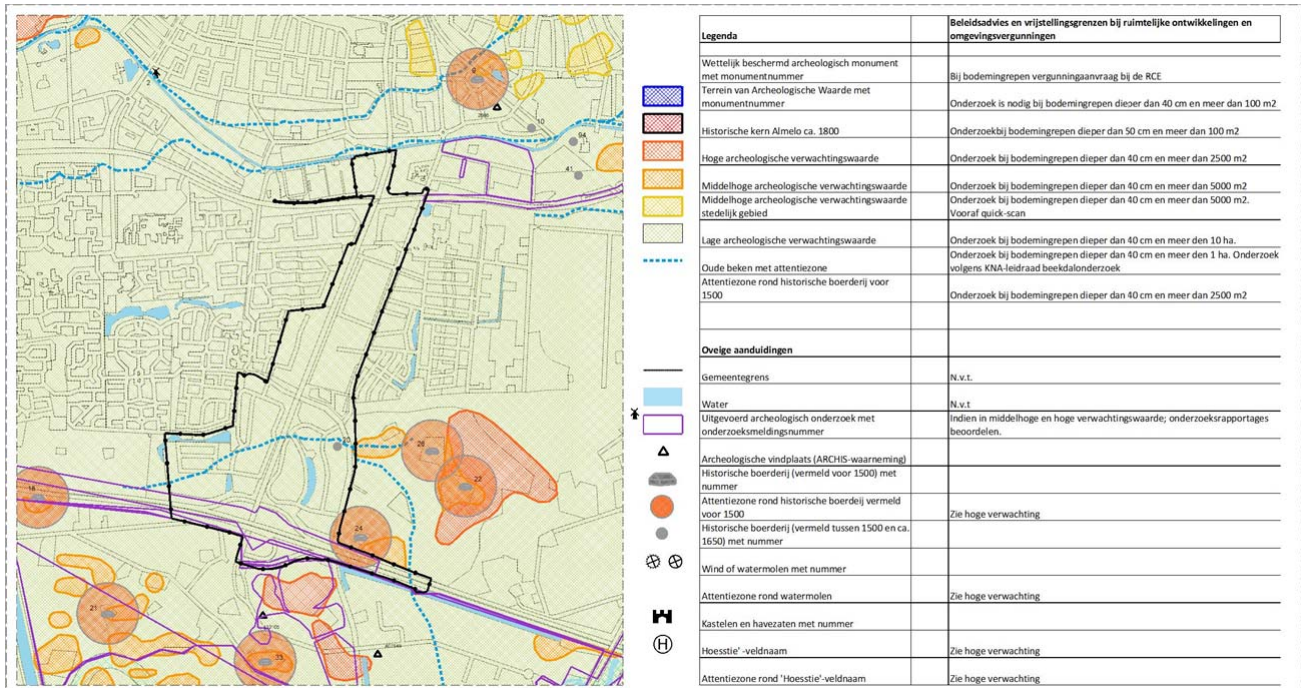 Legenda
Beleidsadvies en vrijstellingsgrenzen bij ruimtelijke ontwikkelingen en
omgevingsvergunningen
Wettelijk beschermd archeologisch monument
met monumentnummer
Bij bodemingrepen vergunningaanvraag bij de RCE
Terrein van Archeologische Waarde met
monumentnummer
Onderzoek is nodig bij bodemingrepen dieper dan 40 cm en meer dan 100 m2
Historische kern Almelo ca. 1800
Onderzoekbij bodemingrepen dieper dan 50 cm en meer dan 100 m2
Hoge archeologische verwachtingswaarde
Onderzoek bij bodemingrepen dieper dan 40 cm en meer dan 2500 m2
Middelhoge archeologische verwachtingswaarde
Onderzoek bij bodemingrepen dieper dan 40 cm en meer dan 5000 m2
Middelhoge archeologische verwachtingswaarde
stedelijk gebied
Onderzoek bij bodemingrepen dieper dan 40 cm en meer dan 5000 m2.
Vooraf quick-scan
Lage archeologische verwachtingswaarde
Onderzoek bij bodemingrepen dieper dan 40 cm en meer den 10 ha.
Oude beken met attentiezone
Onderzoek bij bodemingrepen dieper dan 40 cm en meer den 1 ha. Onderzoek
volgens KNA-leidraad beekdalonderzoek
Attentiezone rond historische boerderij voor
1500
Onderzoek bij bodemingrepen dieper dan 40 cm en meer dan 2500 m2
Oveige aanduidingen
Gemeentegrens
N.v.t.
Water
N.v.t
Uitgevoerd archeologisch onderzoek met
onderzoeksmeldingsnummer
Indien in middelhoge en hoge verwachtingswaarde; onderzoeksrapportages
beoordelen.
Archeologische vindplaats (ARCHIS-waarneming)
Historische boerderij (vermeld voor 1500) met
nummer
Attentiezone rond historische boerdeij vermeld
voor 1500
Zie hoge verwachting
Historische boerderij (vermeld tussen 1500 en ca.
1650) met nummer
Wind of watermolen met nummer
Attentiezone rond watermolen
Zie hoge verwachting
Kastelen en havezaten met nummer
H
Hoesstie' -veldnaam
Zie hoge verwachting
Attentiezone rond 'Hoesstie'-veldnaam
Zie hoge verwachting
2
10
94
41
28
22
18
24
21